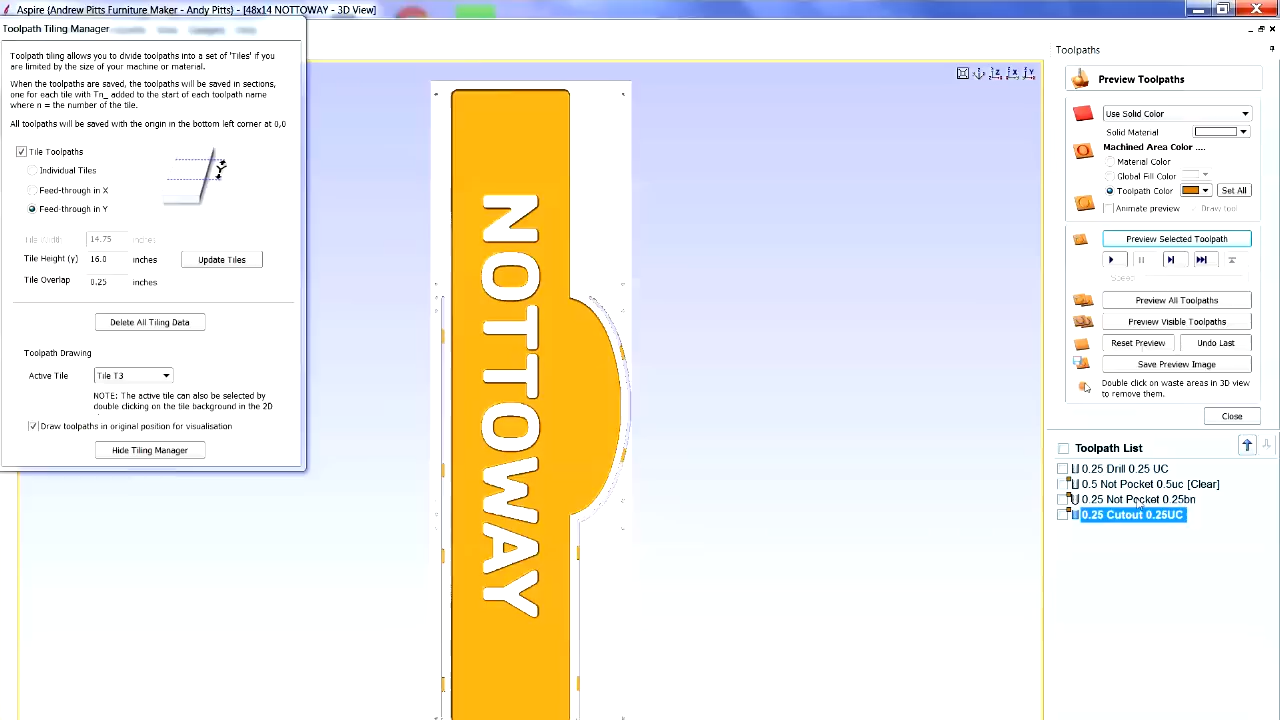 Aspire (Andrew Pitts Furniture Maker - Andy Pitts) - [48x14 NOTTOWAY - 3D View]
Toolpath Tiling Manager
Toolpath tiling allows you to divide toolpaths into a set of 'Tiles' if you
are limited by the size of your machine or material.
When the toolpaths are saved, the toolpaths will be saved in sections,
one for each tile with Tn_ added to the start of each toolpath name
where n = the number of the tile.
All toolpaths will be saved with the origin in the bottom left corner at 0,0
Tile Toolpaths
Individual Tiles
Feed-through in X
Feed-through in Y
Y
Tile Width 14.75 inches
Tile Height (y) 16.0 inches
Update Tiles
Tile Overlap 0.25 inches
Delete All Tiling Data
Toolpath Drawing
Active Tile Tile T3
NOTE: The active tile can also be selected by
double clicking on the tile background in the 2D
Draw toolpaths in original position for visualisation
Hide Tiling Manager
NOTTOWAY
Toolpaths
Preview Toolpaths
Use Solid Color
Solid Material
Machined Area Color ....
Material Color
Global Fill Color
Toolpath Color
Set All
Animate preview
Draw tool
Preview Selected Toolpath
Speed
Preview All Toolpaths
Preview Visible Toolpaths
Reset Preview
Undo Last
Save Preview Image
Double click on waste areas in 3D view
to remove them.
Close
Toolpath List
0.25 Drill 0.25 UC
0.5 Not Pocket 0.5uc [Clear]
0.25 Not Pocket 0.25bn
0.25 Cutout 0.25UC